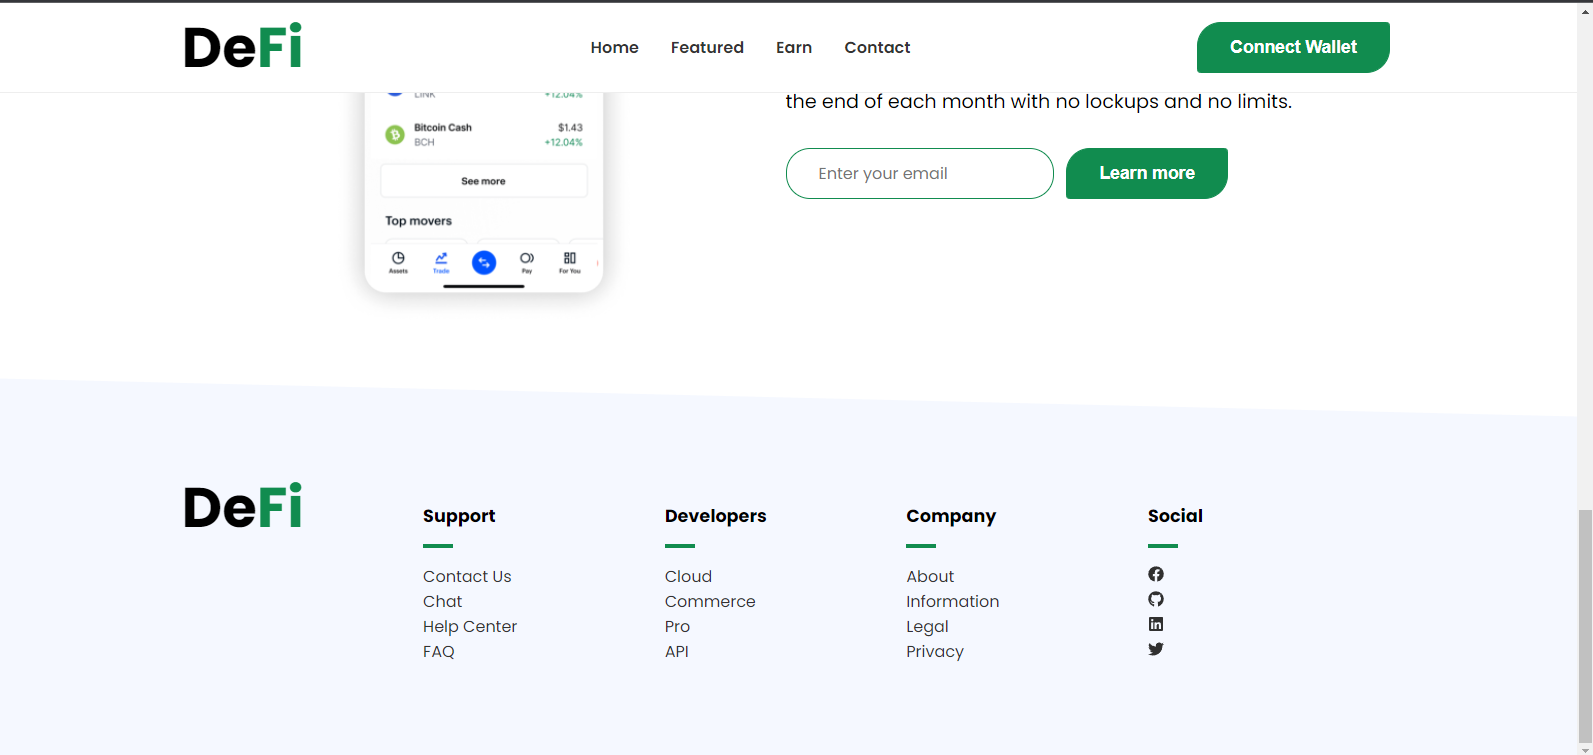 DeFi
Home Featured Earn Contact
Connect Wallet
LINK +12.04%
Bitcoin Cash $1.43
BCH +12.04%
See more
Top movers
Assets Trade Pay For You
the end of each month with no lockups and no limits.
Enter your email
Learn more
DeFi
Support
Contact Us
Chat
Help Center
FAQ
Developers
Cloud
Commerce
Pro
API
Company
About
Information
Legal
Privacy
Social